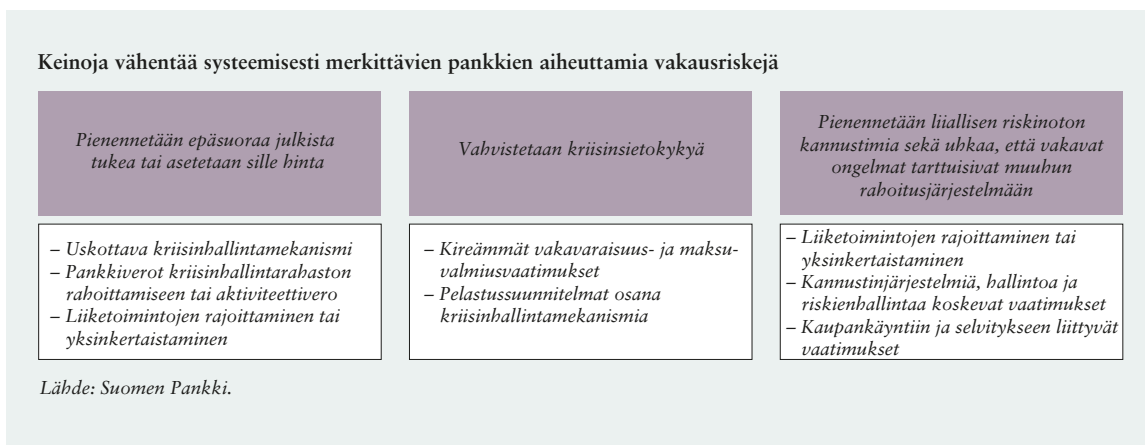 Keinoja vähentää systeemisesti merkittävien pankkien aiheuttamia vakausriskejä
Pienennetään epäsuoraa julkista
tukea tai asetetaan sille hinta
– Uskottava kriisinhallintamekanismi
– Pankkiverot kriisinhallintarahaston
rahoittamiseen tai aktiviteettivero
– Liiketoimintojen rajoittaminen tai
yksinkertaistaminen
Vahvistetaan kriisinsietokykyä
– Kireämmät vakavaraisuus- ja maksu-
valmiusvaatimukset
– Pelastussuunnitelmat osana
kriisinhallintamekanismia
Pienennetään liiallisen riskinoton
kannustimia sekä uhkaa, että vakavat
ongelmat tarttuisivat muuhun
rahoitusjärjestelmään
– Liiketoimintojen rajoittaminen tai
yksinkertaistaminen
– Kannustinjärjestelmiä, hallintoa ja
riskienhallintaa koskevat vaatimukset
– Kaupankäyntiin ja selvitykseen liittyvät
vaatimukset
Lähde: Suomen Pankki.